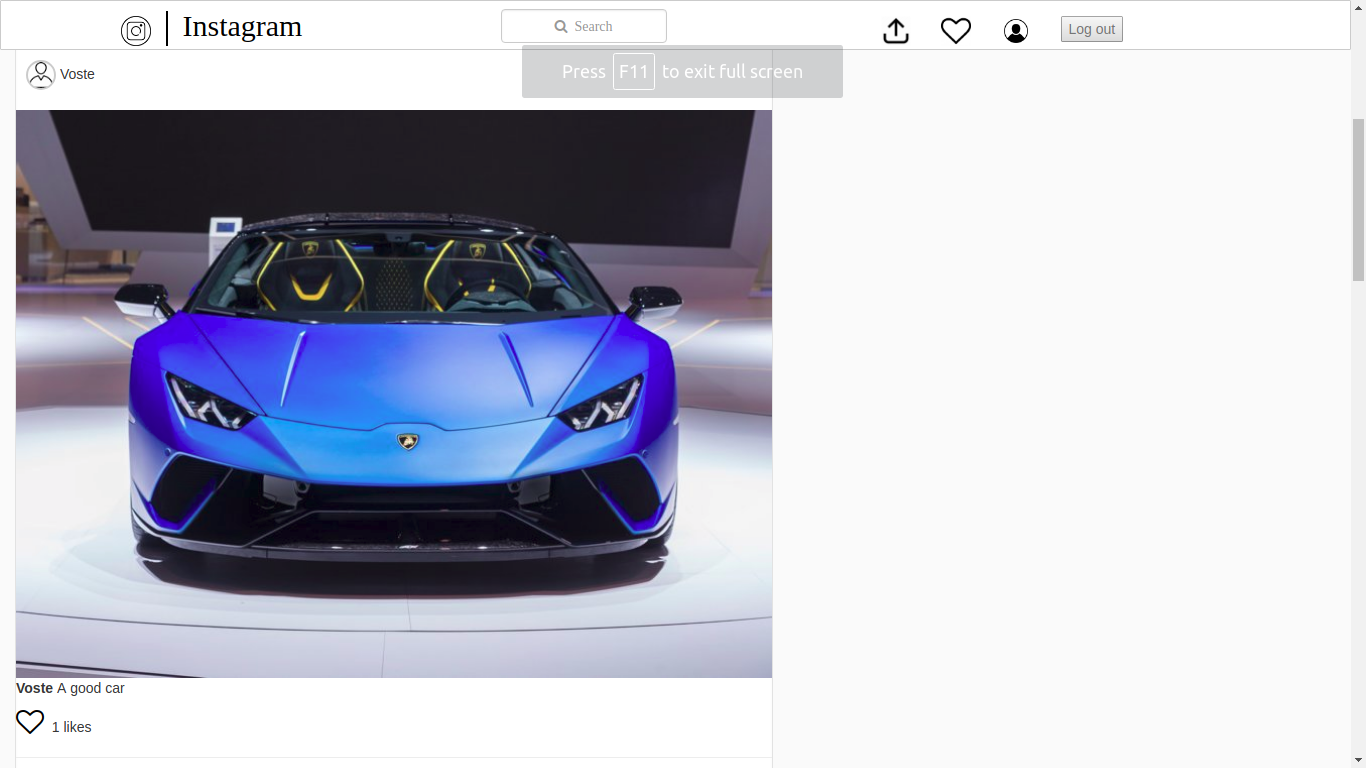 Instagram
Search
Log out
Press F11 to exit full screen
Voste
Voste A good car
1 likes